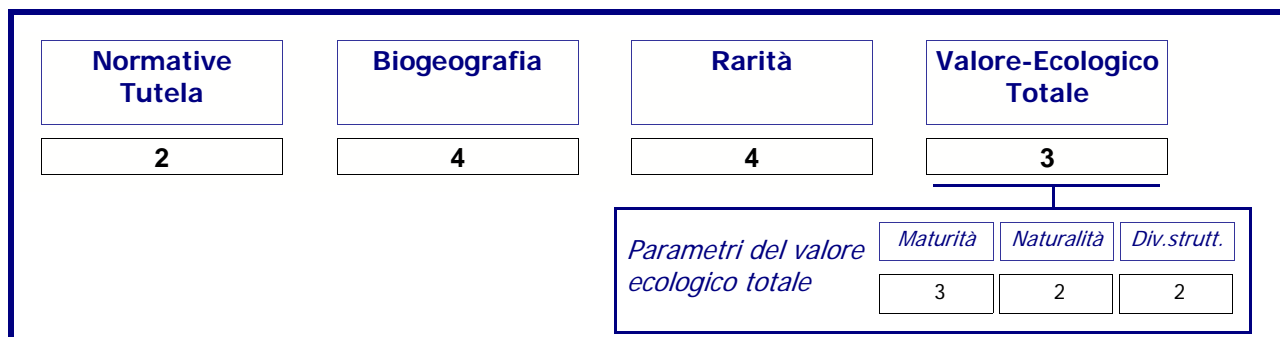 Normative
Tutela
Biogeografia
Rarità
Valore-Ecologico
Totale
2
4
4
3
Parametri del valore
ecologico totale
Maturità
Naturalità
Div.strutt.
3
2
2